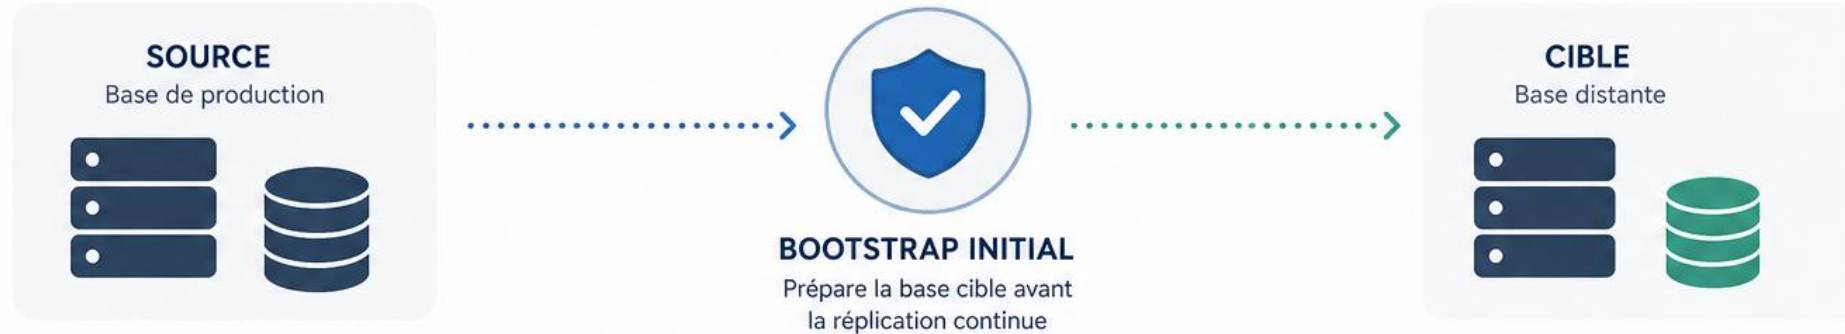 SOURCE
Base de production
BOOTSTRAP INITIAL
Prépare la base cible avant
la réplication continue
CIBLE
Base distante